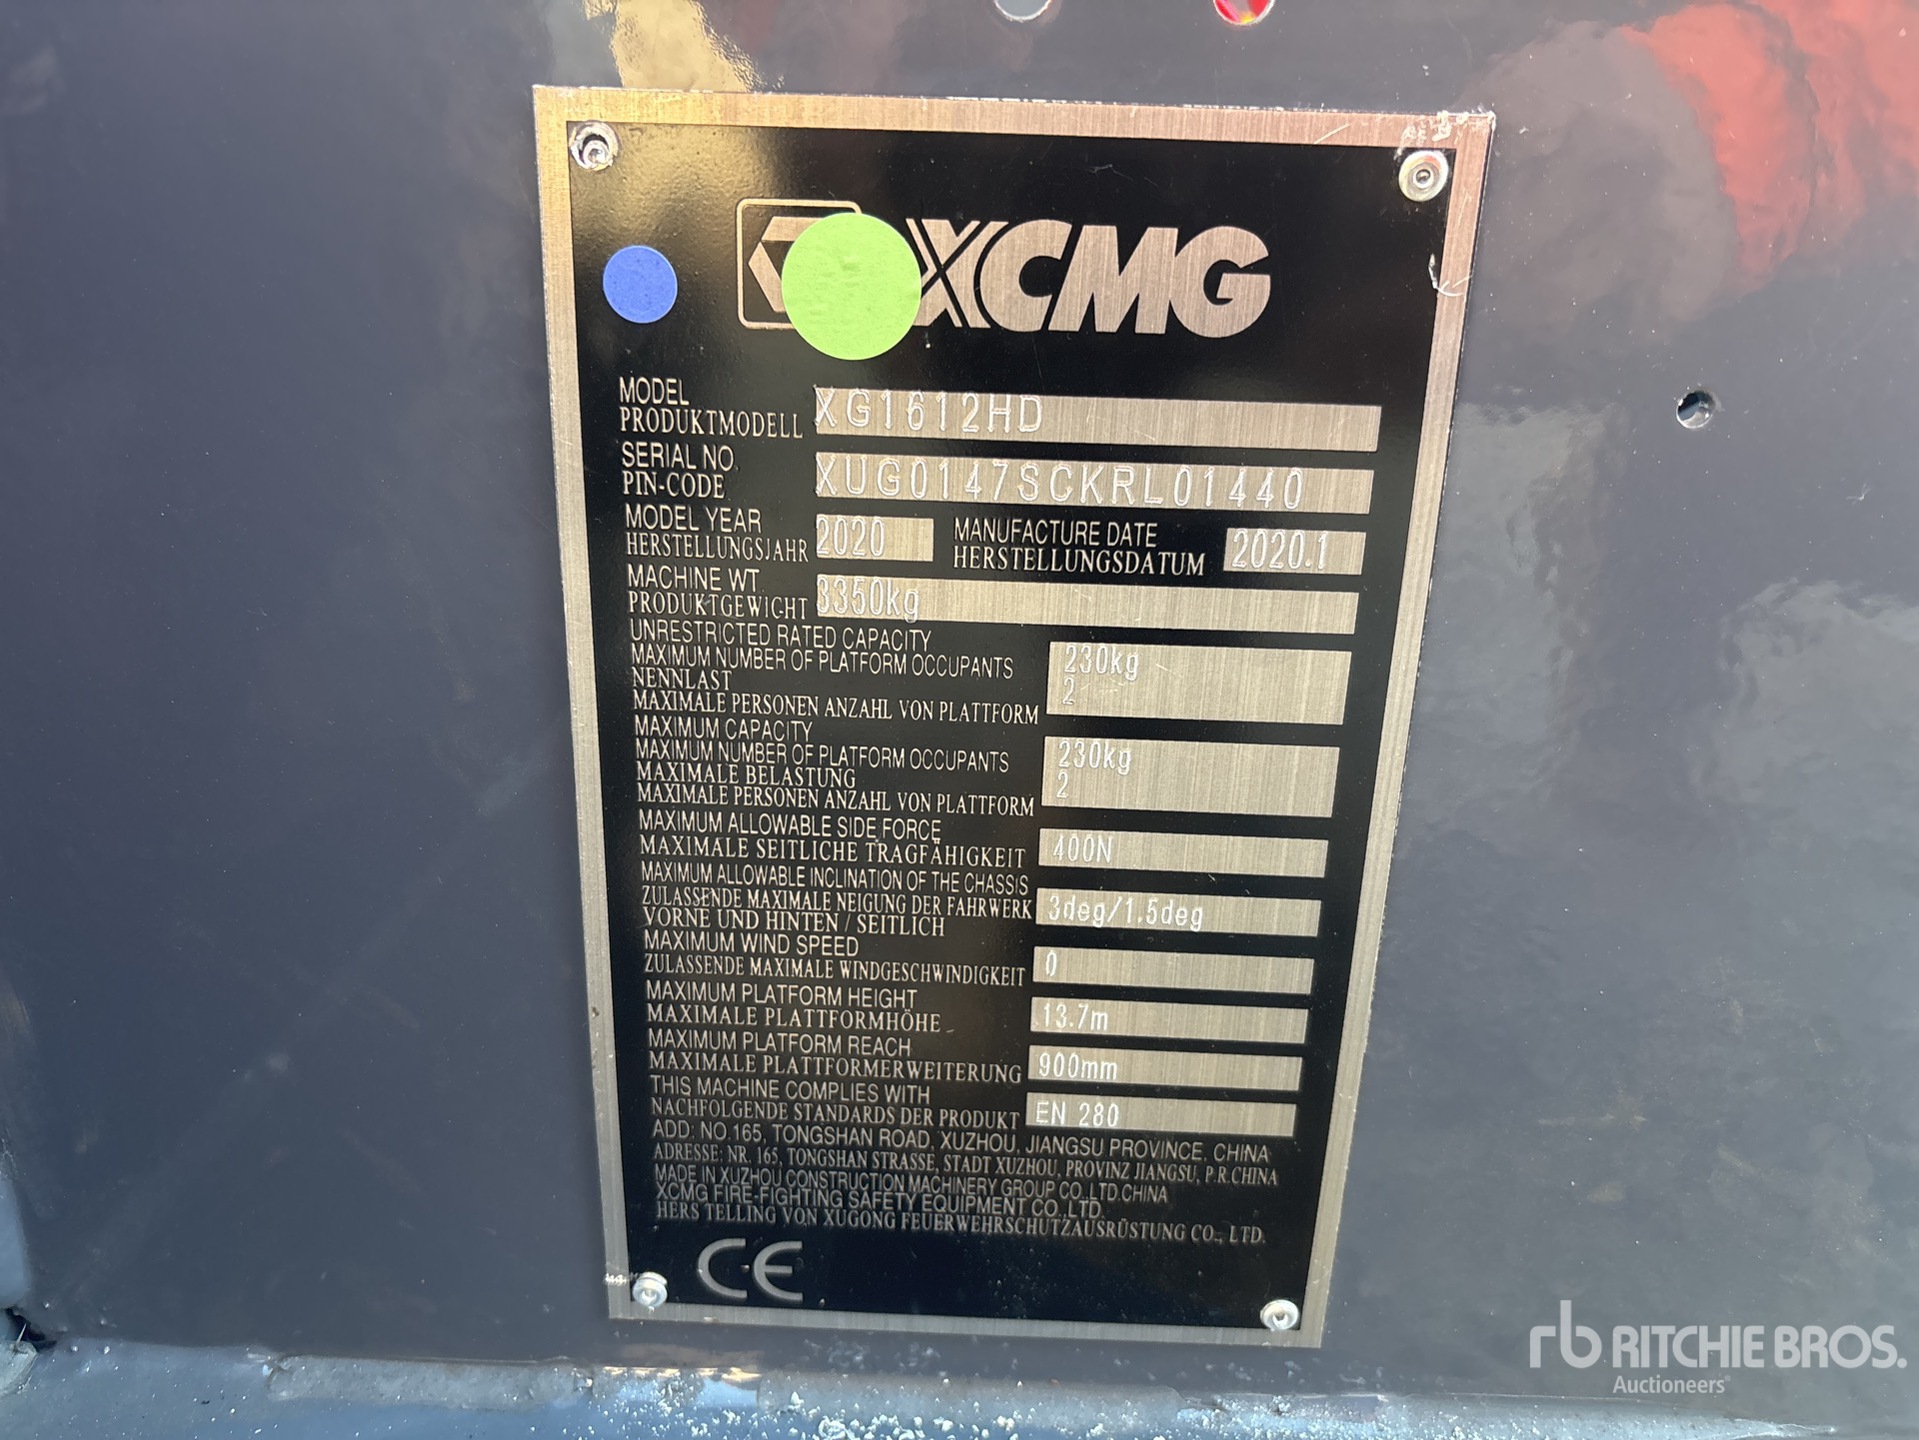 XCMG
MODEL
PRODUKTMODELL XG1612HD
SERIAL NO.
PIN-CODE XUG0147SCKRL01440
MODEL YEAR
HERSTELLUNGSJAHR 2020
MANUFACTURE DATE
HERSTELLUNGSDATUM 2020.1
MACHINE WT.
PRODUKTGEWICHT 3350kg
UNRESTRICTED RATED CAPACITY
MAXIMUM NUMBER OF PLATFORM OCCUPANTS
NENNLAST
MAXIMALE PERSONEN ANZAHL VON PLATTFORM
230kg
2
MAXIMUM CAPACITY
MAXIMUM NUMBER OF PLATFORM OCCUPANTS
MAXIMALE BELASTUNG
MAXIMALE PERSONEN ANZAHL VON PLATTFORM
230kg
2
MAXIMUM ALLOWABLE SIDE FORCE
MAXIMALE SEITLICHE TRAGFÄHIGKEIT 400N
MAXIMUM ALLOWABLE INCLINATION OF THE CHASSIS
ZULASSENDE MAXIMALE NEIGUNG DER FAHRWERK 3deg/1.5deg
VORNE UND HINTEN / SEITLICH
MAXIMUM WIND SPEED
ZULASSENDE MAXIMALE WINDGESCHWINDIGKEIT 0
MAXIMUM PLATFORM HEIGHT
MAXIMALE PLATTFORMHÖHE 13.7m
MAXIMUM PLATFORM REACH
MAXIMALE PLATTFORMERWEITERUNG 900mm
THIS MACHINE COMPLIES WITH
NACHFOLGENDE STANDARDS DER PRODUKT EN 280
ADD: NO.165, TONGSHAN ROAD, XUZHOU, JIANGSU PROVINCE, CHINA
ADRESSE: NR. 165, TONGSHAN STRASSE, STADT XUZHOU, PROVINZ JIANGSU, P.R.CHINA
MADE IN XUZHOU CONSTRUCTION MACHINERY GROUP CO.,LTD.CHINA
XCMG FIRE-FIGHTING SAFETY EQUIPMENT CO.,LTD.
HERS TELLING VON XUGONG FEUERWEHRSCHUTZAUSRÜSTUNG CO., LTD.
CE
rb RITCHIE BROS.
Auctioneers